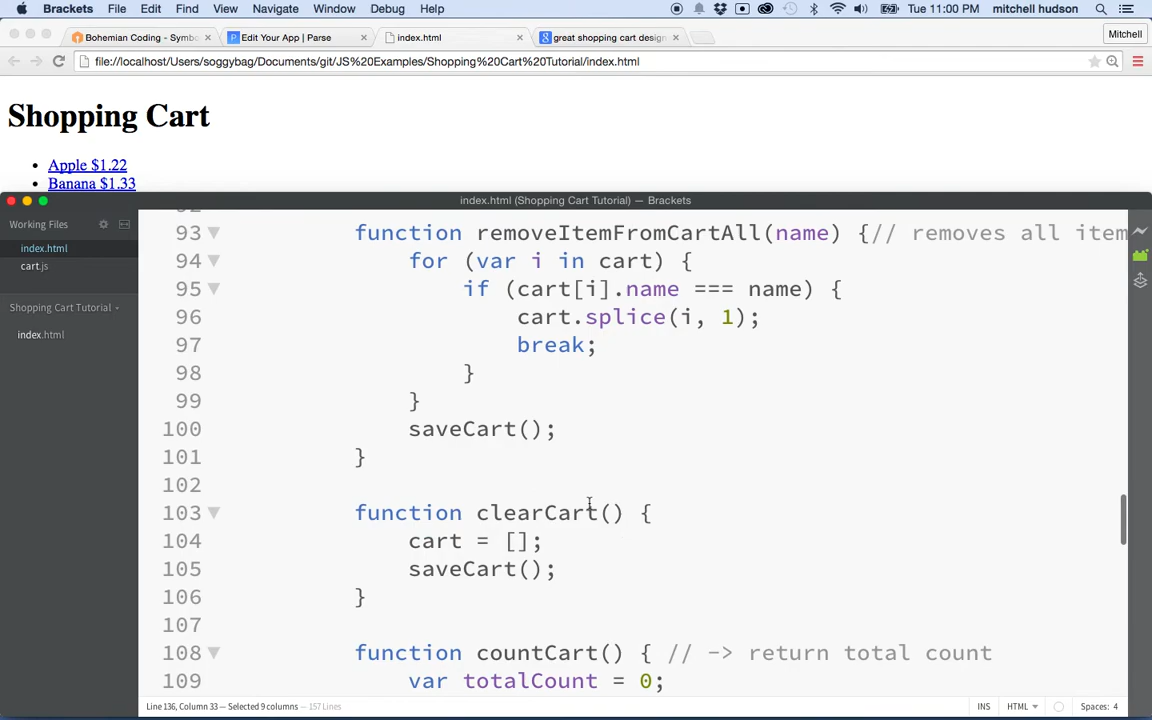 Brackets File Edit Find View Navigate Window Debug Help Tue 11:00 PM mitchell hudson
Bohemian Coding - Symbo Edit Your App | Parse index.html great shopping cart design Mitchell
file://localhost/Users/soggybag/Documents/git/JS%20Examples/Shopping%20Cart%20Tutorial/index.html
Shopping Cart
Apple $1.22
Banana $1.33
index.html (Shopping Cart Tutorial) — Brackets
Working Files
index.html
cart.js
Shopping Cart Tutorial
index.html
93 function removeItemFromCartAll(name) {// removes all item
94 for (var i in cart) {
95 if (cart[i].name === name) {
96 cart.splice(i, 1);
97 break;
98 }
99 }
100 saveCart();
101 }
102
103 function clearCart() {
104 cart = [];
105 saveCart();
106 }
107
108 function countCart() { // -> return total count
109 var totalCount = 0;
Line 136, Column 33 — Selected 9 columns — 157 Lines INS HTML Spaces: 4